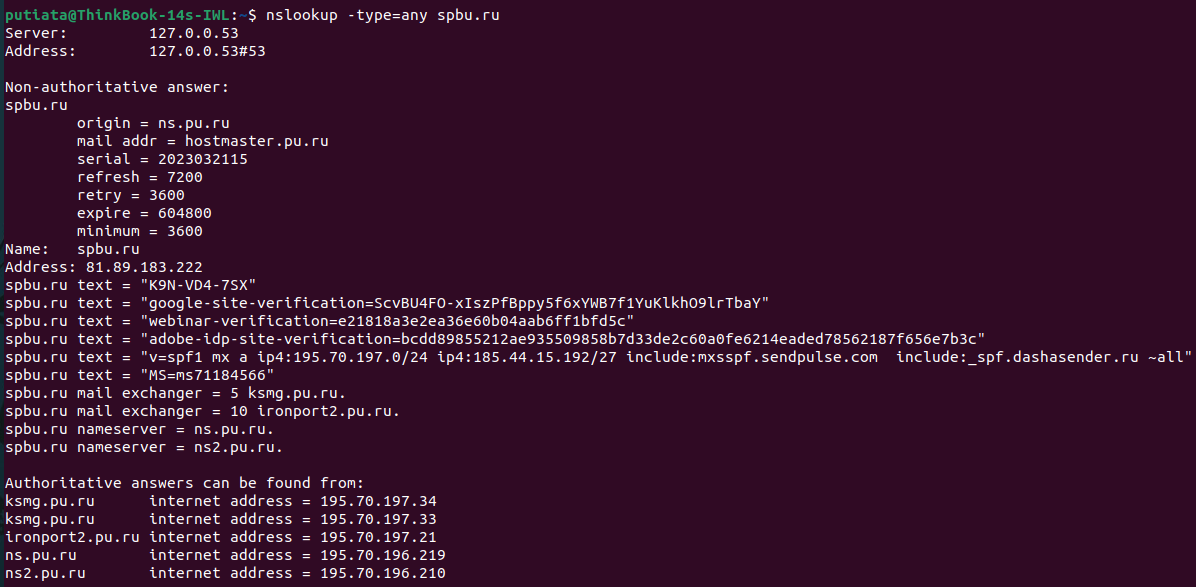 putiata@ThinkBook-14s-IWL:~$ nslookup -type=any spbu.ru
Server:         127.0.0.53
Address:        127.0.0.53#53

Non-authoritative answer:
spbu.ru
        origin = ns.pu.ru
        mail addr = hostmaster.pu.ru
        serial = 2023032115
        refresh = 7200
        retry = 3600
        expire = 604800
        minimum = 3600
Name:   spbu.ru
Address: 81.89.183.222
spbu.ru text = "K9N-VD4-7SX"
spbu.ru text = "google-site-verification=ScvBU4FO-xIszPfBppy5f6xYWB7f1YuKlkhO9lrTbaY"
spbu.ru text = "webinar-verification=e21818a3e2ea36e60b04aab6ff1bfd5c"
spbu.ru text = "adobe-idp-site-verification=bcdd89855212ae935509858b7d33de2c60a0fe6214eaded78562187f656e7b3c"
spbu.ru text = "v=spf1 mx a ip4:195.70.197.0/24 ip4:185.44.15.192/27 include:mxsspf.sendpulse.com  include:_spf.dashasender.ru ~all"
spbu.ru text = "MS=ms71184566"
spbu.ru mail exchanger = 5 ksmg.pu.ru.
spbu.ru mail exchanger = 10 ironport2.pu.ru.
spbu.ru nameserver = ns.pu.ru.
spbu.ru nameserver = ns2.pu.ru.

Authoritative answers can be found from:
ksmg.pu.ru      internet address = 195.70.197.34
ksmg.pu.ru      internet address = 195.70.197.33
ironport2.pu.ru internet address = 195.70.197.21
ns.pu.ru        internet address = 195.70.196.219
ns2.pu.ru       internet address = 195.70.196.210